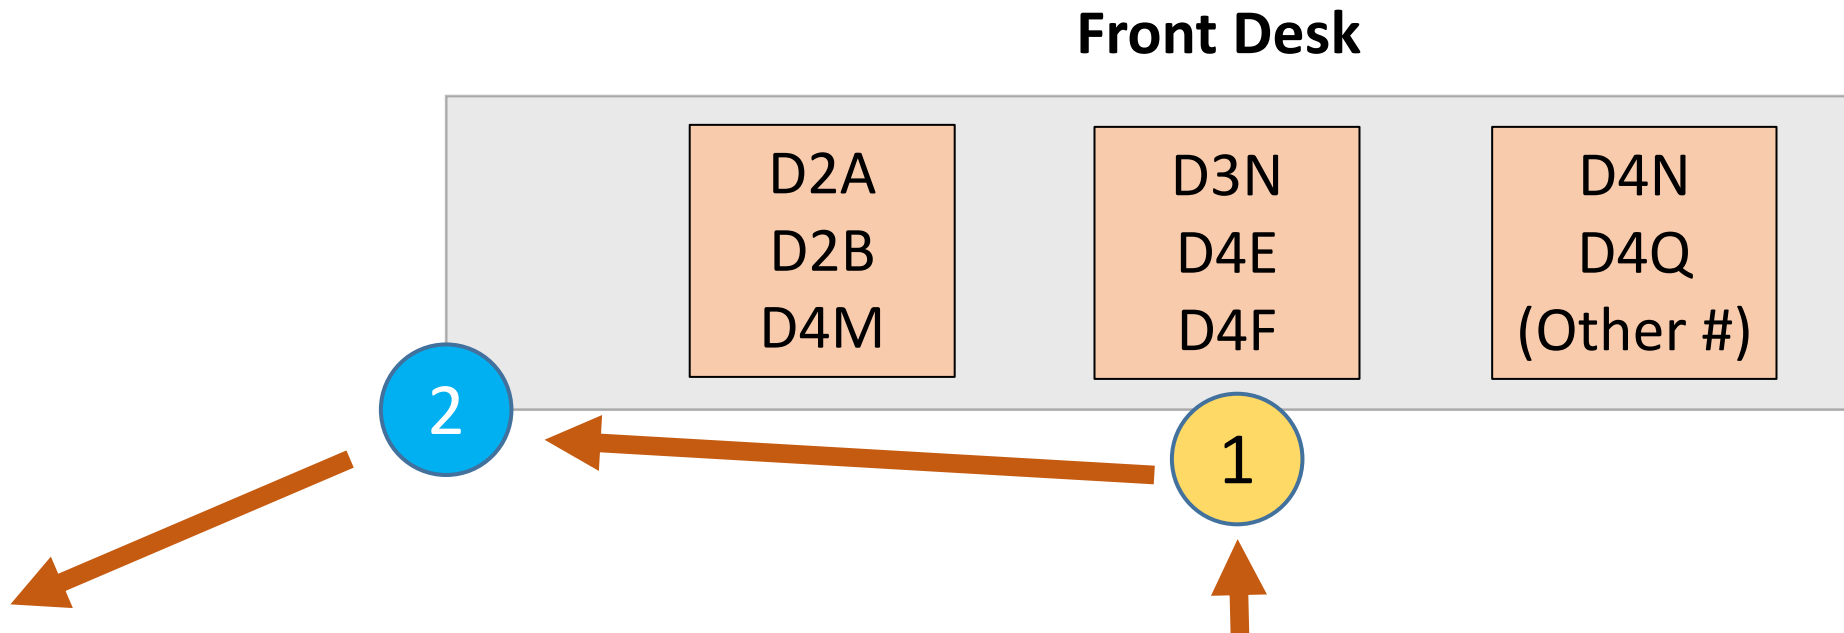 Front Desk
D2A
D2B
D4M
D3N
D4E
D4F
D4N
D4Q
(Other #)
2
1